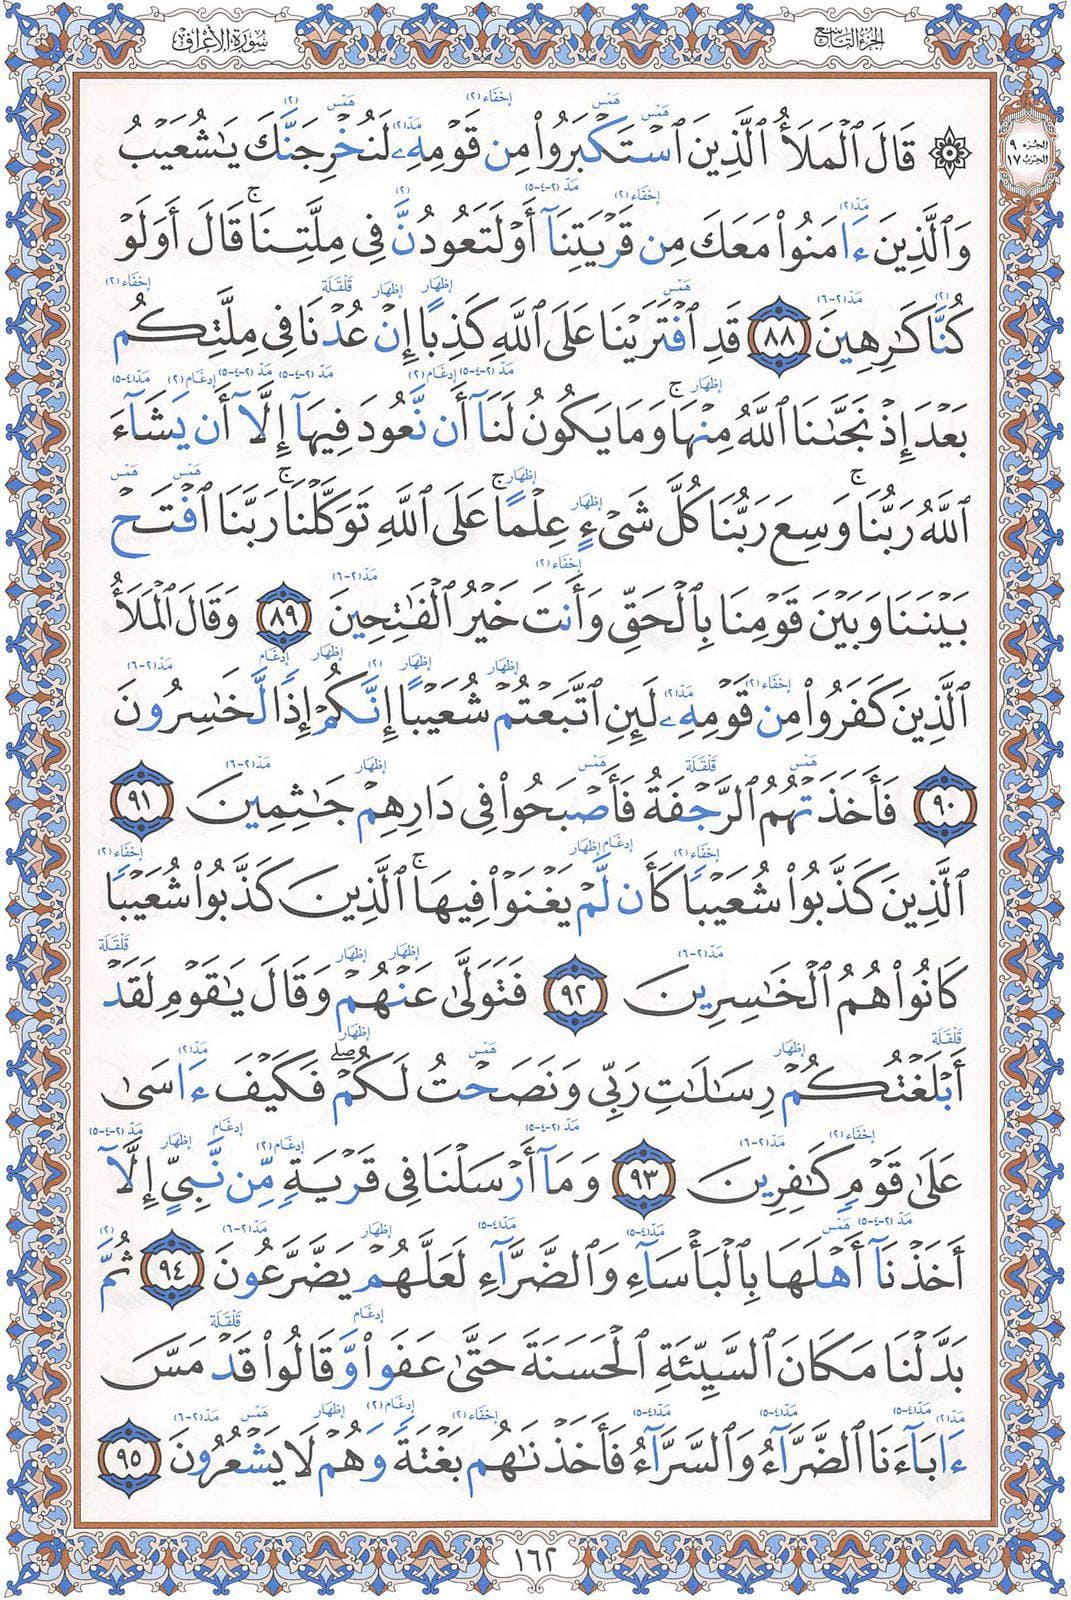 الجزء التاسع
سورة الأعراف
الجزء ٩
الحزب ١٧
۞ قَالَ ٱلْمَلَأُ ٱلَّذِينَ ٱسْتَكْبَرُوا۟ مِن قَوْمِهِۦ لَنُخْرِجَنَّكَ يَـٰشُعَيْبُ
وَٱلَّذِينَ ءَامَنُوا۟ مَعَكَ مِن قَرْيَتِنَآ أَوْ لَتَعُودُنَّ فِى مِلَّتِنَا ۚ قَالَ أَوَلَوْ
كُنَّا كَـٰرِهِينَ ٨٨ قَدِ ٱفْتَرَيْنَا عَلَى ٱللَّهِ كَذِبًا إِنْ عُدْنَا فِى مِلَّتِكُم
بَعْدَ إِذْ نَجَّىٰنَا ٱللَّهُ مِنْهَا ۚ وَمَا يَكُونُ لَنَآ أَن نَّعُودَ فِيهَآ إِلَّآ أَن يَشَآءَ
ٱللَّهُ رَبُّنَا ۚ وَسِعَ رَبُّنَا كُلَّ شَىْءٍ عِلْمًا ۚ عَلَى ٱللَّهِ تَوَكَّلْنَا ۚ رَبَّنَا ٱفْتَحْ
بَيْنَنَا وَبَيْنَ قَوْمِنَا بِٱلْحَقِّ وَأَنتَ خَيْرُ ٱلْفَـٰتِحِينَ ٨٩ وَقَالَ ٱلْمَلَأُ
ٱلَّذِينَ كَفَرُوا۟ مِن قَوْمِهِۦ لَئِنِ ٱتَّبَعْتُمْ شُعَيْبًا إِنَّكُمْ إِذًا لَّخَـٰسِرُونَ
٩٠ فَأَخَذَتْهُمُ ٱلرَّجْفَةُ فَأَصْبَحُوا۟ فِى دَارِهِمْ جَـٰثِمِينَ ٩١
ٱلَّذِينَ كَذَّبُوا۟ شُعَيْبًا كَأَن لَّمْ يَغْنَوْا۟ فِيهَا ۚ ٱلَّذِينَ كَذَّبُوا۟ شُعَيْبًا
كَانُوا۟ هُمُ ٱلْخَـٰسِرِينَ ٩٢ فَتَوَلَّىٰ عَنْهُمْ وَقَالَ يَـٰقَوْمِ لَقَدْ
أَبْلَغْتُكُمْ رِسَـٰلَـٰتِ رَبِّى وَنَصَحْتُ لَكُمْ ۖ فَكَيْفَ ءَاسَىٰ
عَلَىٰ قَوْمٍ كَـٰفِرِينَ ٩٣ وَمَآ أَرْسَلْنَا فِى قَرْيَةٍ مِّن نَّبِىٍّ إِلَّآ
أَخَذْنَآ أَهْلَهَا بِٱلْبَأْسَآءِ وَٱلضَّرَّآءِ لَعَلَّهُمْ يَضَّرَّعُونَ ٩٤ ثُمَّ
بَدَّلْنَا مَكَانَ ٱلسَّيِّئَةِ ٱلْحَسَنَةَ حَتَّىٰ عَفَوا۟ وَّقَالُوا۟ قَدْ مَسَّ
ءَابَآءَنَا ٱلضَّرَّآءُ وَٱلسَّرَّآءُ فَأَخَذْنَـٰهُم بَغْتَةً وَهُمْ لَا يَشْعُرُونَ ٩٥
١٦٢